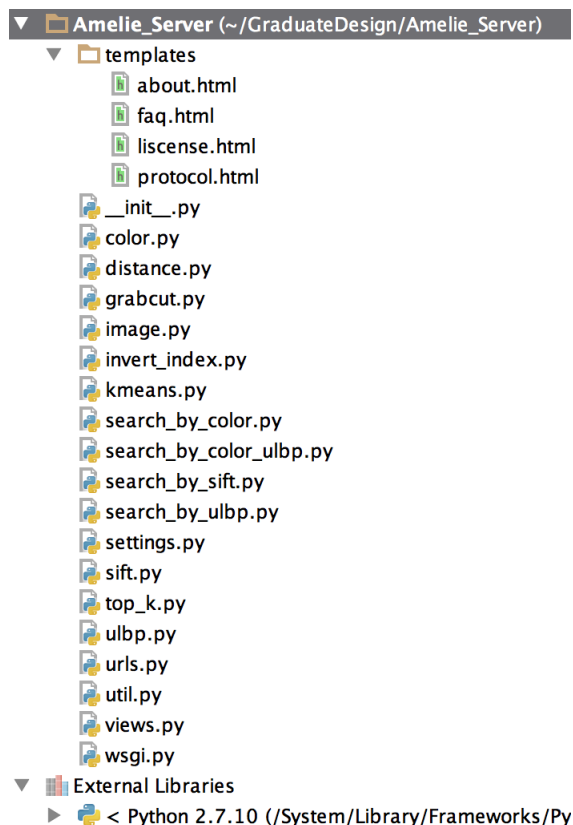 Amelie_Server (~/GraduateDesign/Amelie_Server)
templates
about.html
faq.html
liscense.html
protocol.html
__init__.py
color.py
distance.py
grabcut.py
image.py
invert_index.py
kmeans.py
search_by_color.py
search_by_color_ulbp.py
search_by_sift.py
search_by_ulbp.py
settings.py
sift.py
top_k.py
ulbp.py
urls.py
util.py
views.py
wsgi.py
External Libraries
< Python 2.7.10 (/System/Library/Frameworks/Py